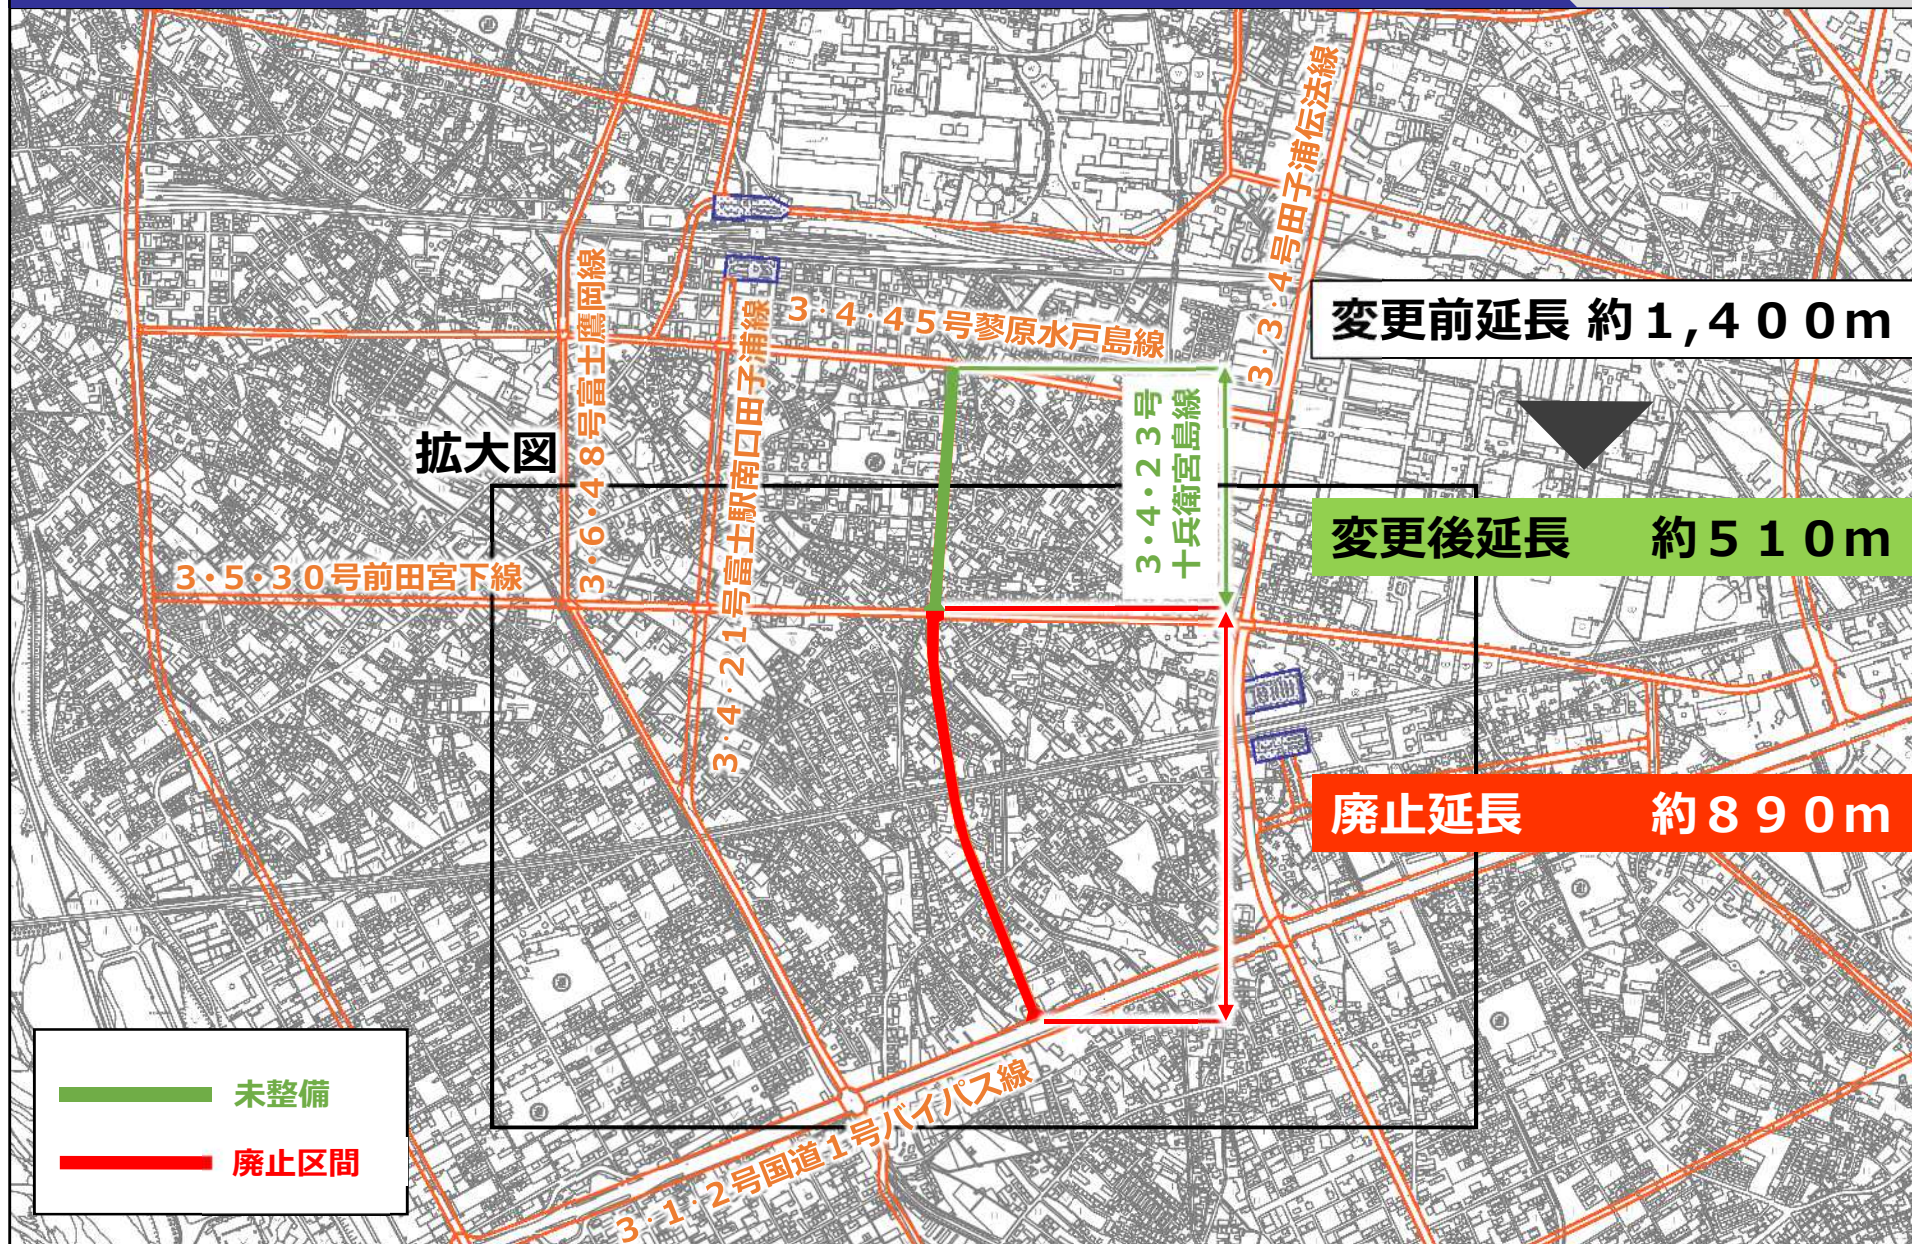 3・3・4号田子浦伝法線
3・6・48号富士鷹岡線
3・4・21号富士駅南口田子浦線
3・4・45号蓼原水戸島線
変更前延長 約1,400m
3・4・23号
十兵衛宮島線
拡大図
変更後延長 約510m
3・5・30号前田宮下線
廃止延長 約890m
3・1・2号国道1号バイパス線
未整備
廃止区間